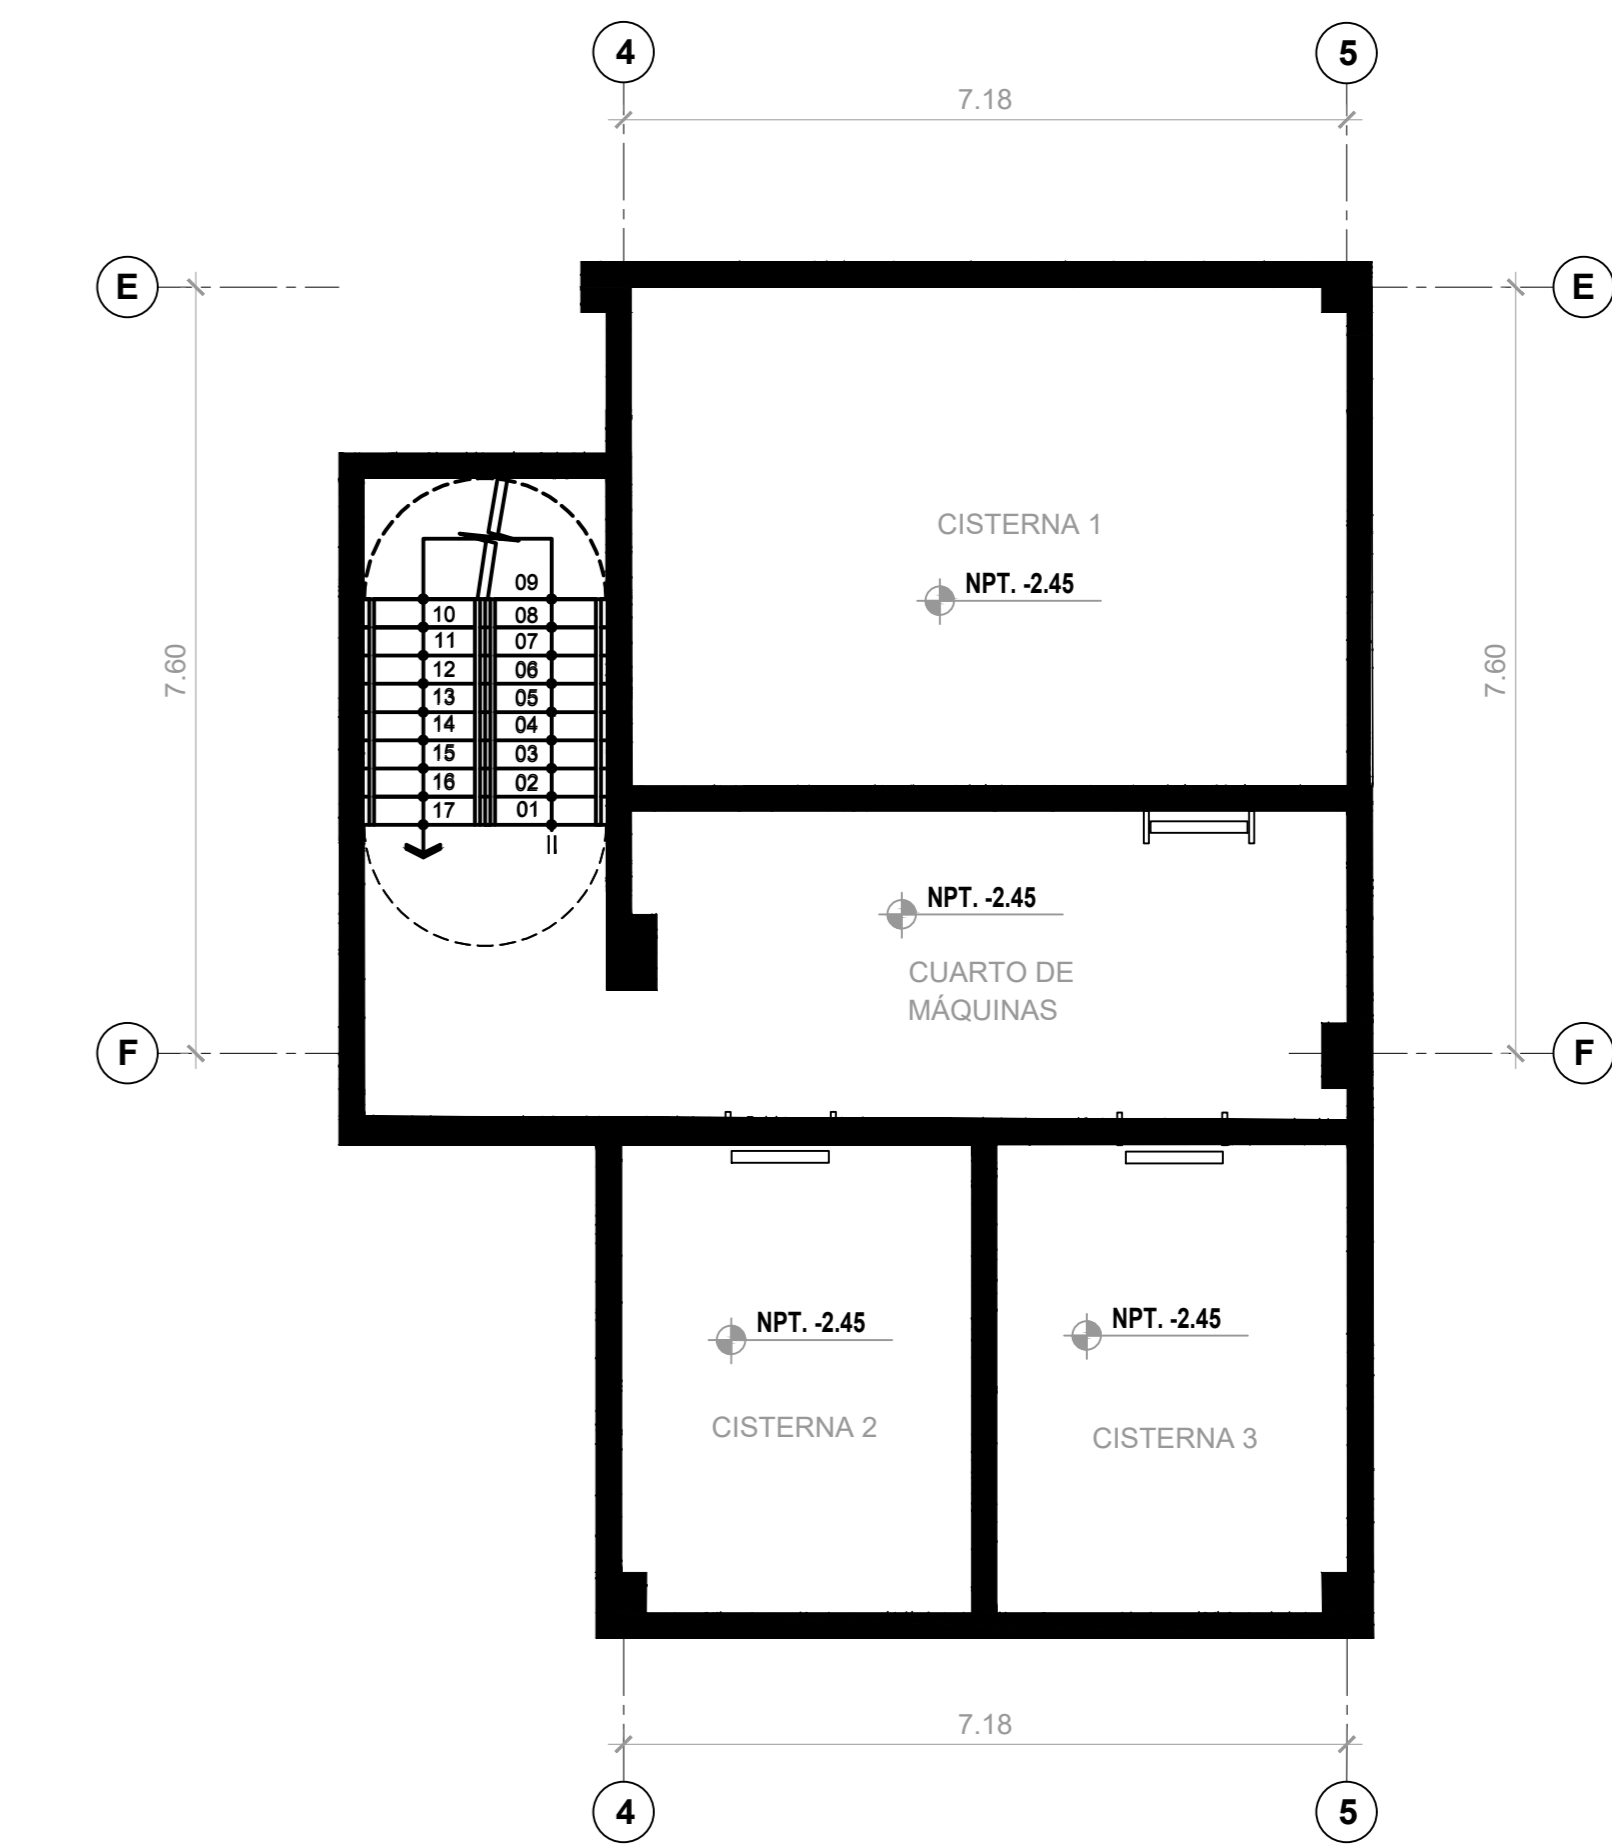 4
5
7.18
E
E
CISTERNA 1
NPT. -2.45
09
10
08
11
07
12
06
13
05
14
04
15
03
16
02
17
01
7.60
7.60
NPT. -2.45
CUARTO DE
MÁQUINAS
F
F
NPT. -2.45
NPT. -2.45
CISTERNA 2
CISTERNA 3
7.18
4
5